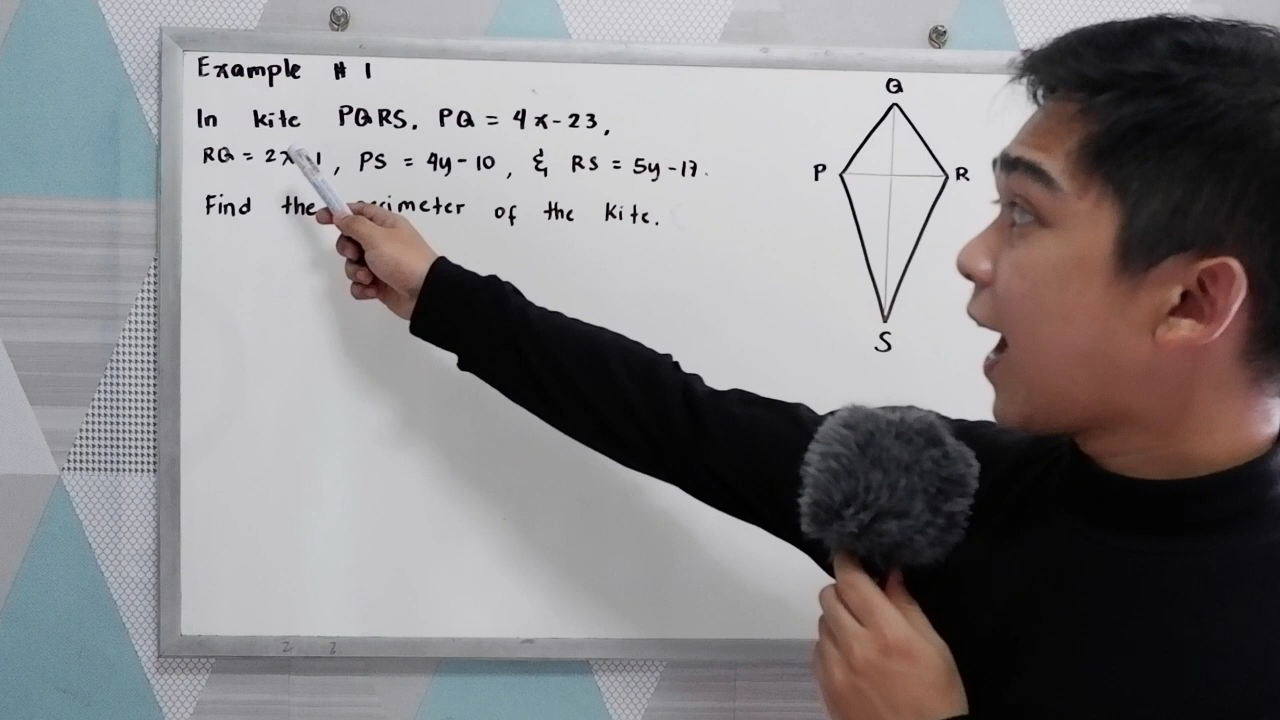 Example # 1
In kite PQRS, PQ = 4x-23,
RQ = 2x 1, PS = 4y-10, & RS = 5y-17.
Find the of the kite.
Q
P
R
S